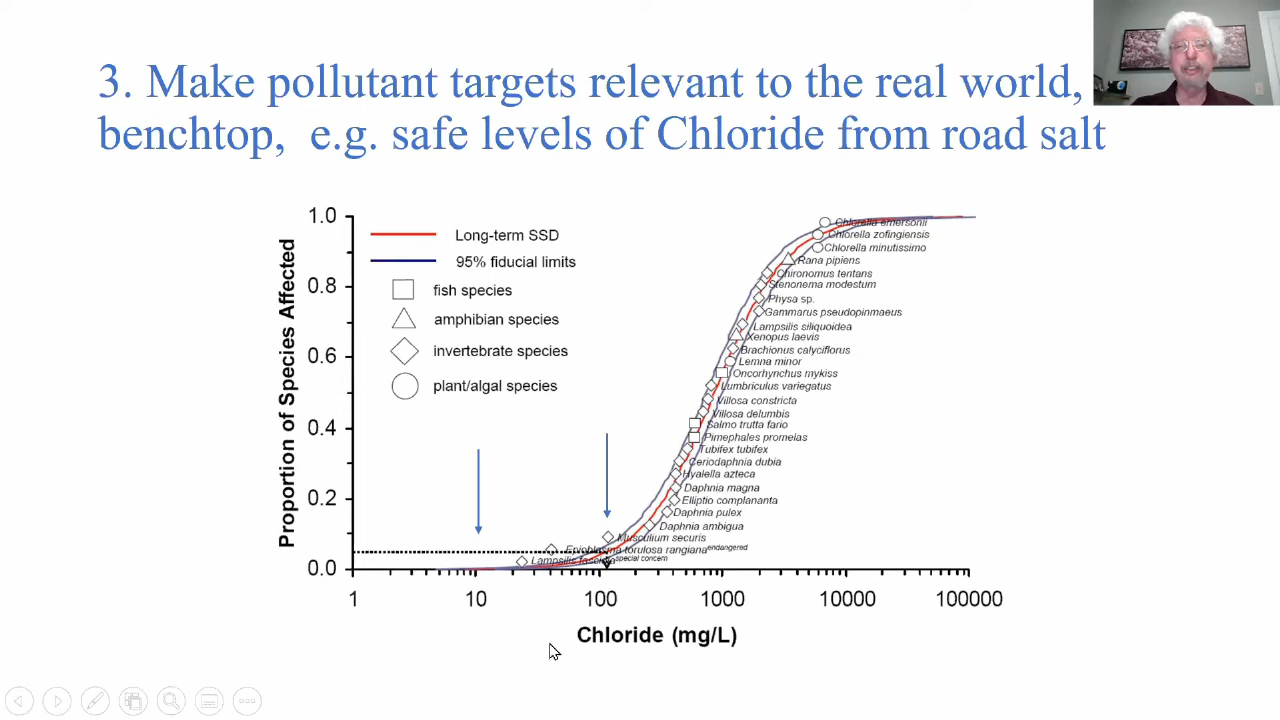 3. Make pollutant targets relevant to the real world,
benchtop, e.g. safe levels of Chloride from road salt
Proportion of Species Affected
1.0
0.8
0.6
0.4
0.2
0.0
Long-term SSD
95% fiducial limits
fish species
amphibian species
invertebrate species
plant/algal species
Chlorella emersonii
Chlorella zofingiensis
Chlorella minutissimo
Rana pipiens
Chironomus tentans
Stenonema modestum
Physa sp.
Gammarus pseudopinmaeus
Lampsilis siliquoidea
Xenopus laevis
Brachionus calyciflorus
Lemna minor
Oncorhynchus mykiss
Lumbriculus variegatus
Villosa constricta
Villosa delumbis
Salmo trutta fario
Pimephales promelas
Tubifex tubifex
Ceriodaphnia dubia
Hyalella azteca
Daphnia magna
Elliptio complanata
Daphnia pulex
Daphnia ambigua
Musculium securis
Epioblasma torulosa rangiana endangered
Lampsilis fasciola special concern
1 10 100 1000 10000 100000
Chloride (mg/L)